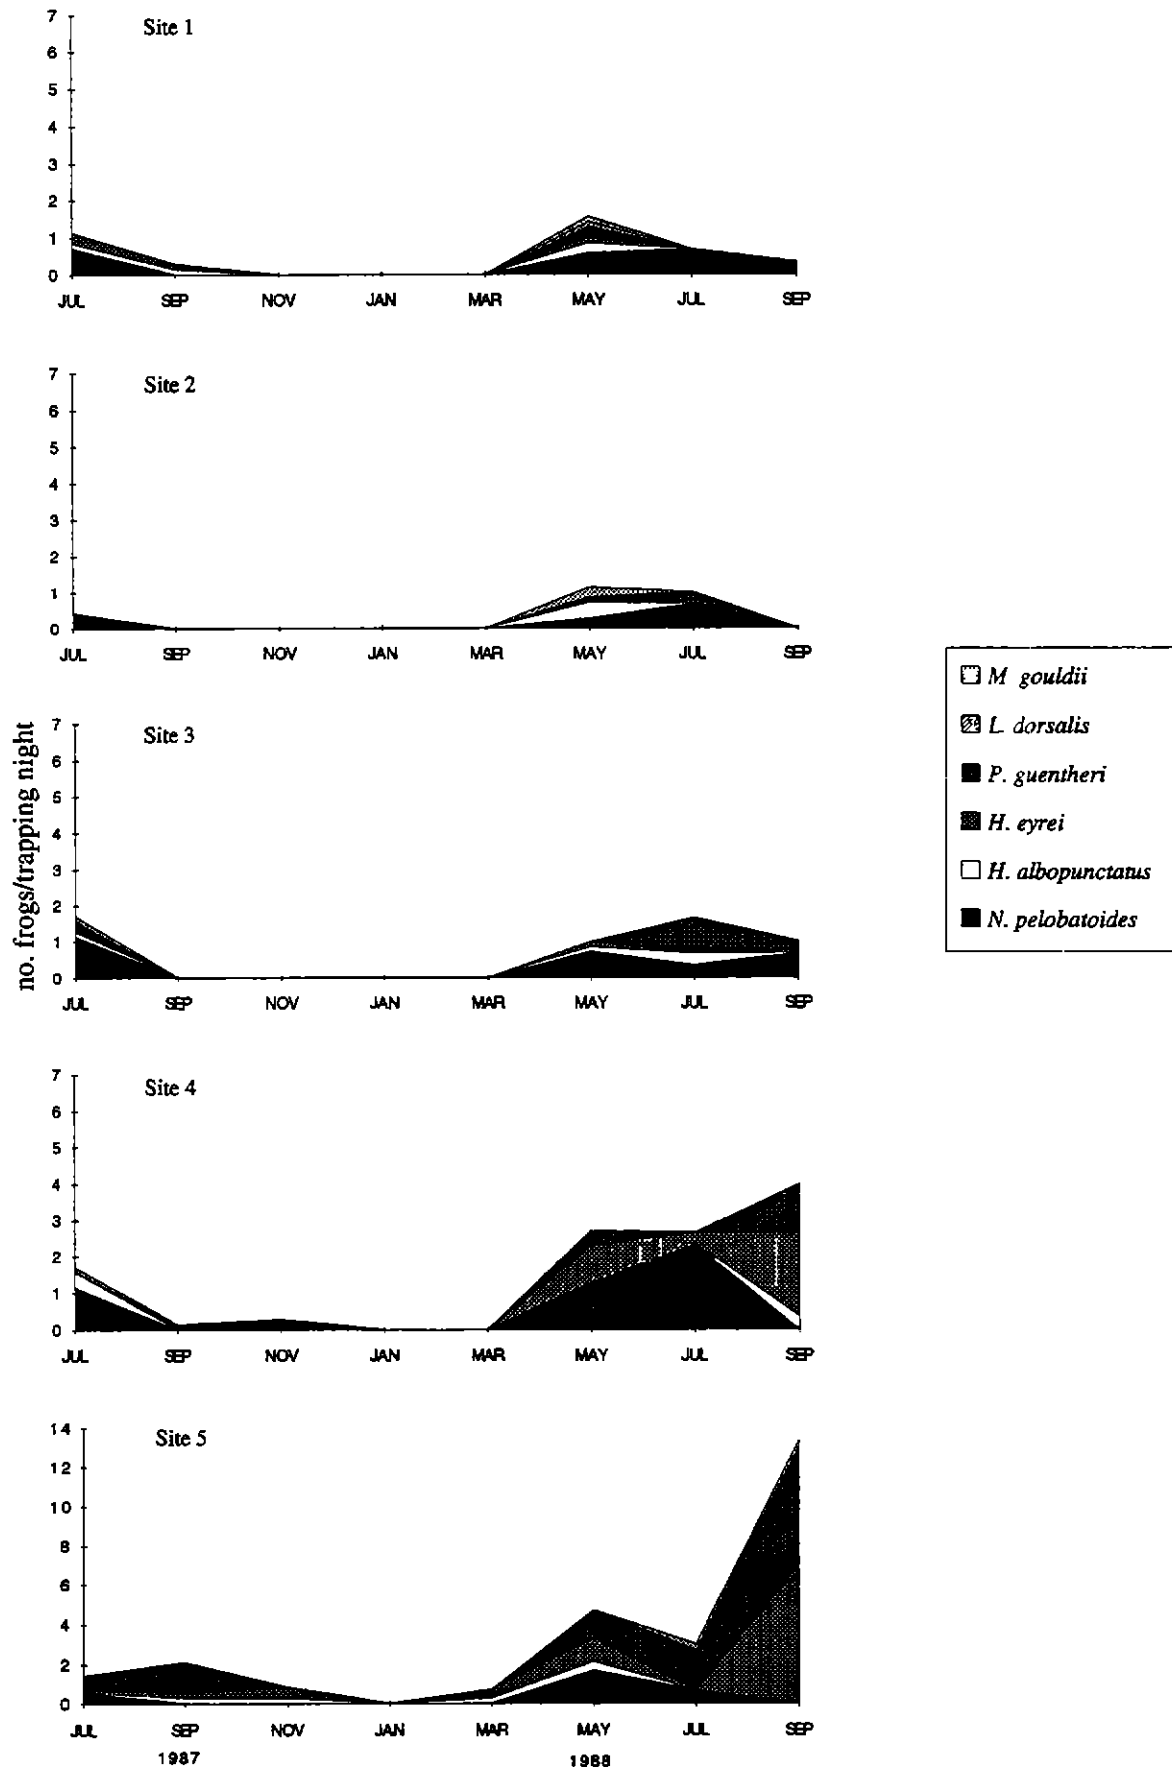 Site 1
7
6
5
4
3
2
1
0
JUL SEP NOV JAN MAR MAY JUL SEP
Site 2
7
6
5
4
3
2
1
0
JUL SEP NOV JAN MAR MAY JUL SEP
no. frogs/trapping night
Site 3
7
6
5
4
3
2
1
0
JUL SEP NOV JAN MAR MAY JUL SEP
Site 4
7
6
5
4
3
2
1
0
JUL SEP NOV JAN MAR MAY JUL SEP
Site 5
14
12
10
8
6
4
2
0
JUL SEP NOV JAN MAR MAY JUL SEP
1987 1988
M gouldii
L. dorsalis
P. guentheri
H. eyrei
H. albopunctatus
N. pelobatoides